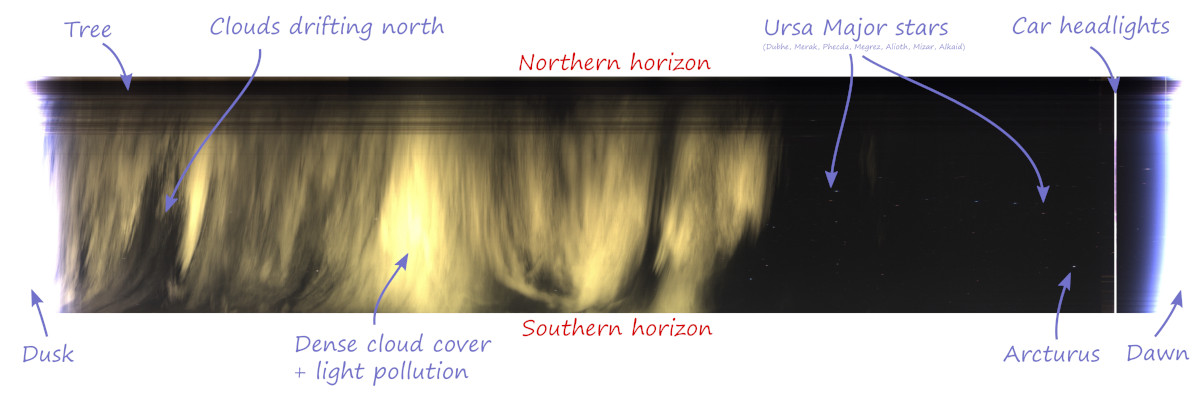 Tree
Clouds drifting north
Ursa Major stars
(Dubhe, Merak, Phecda, Megrez, Alioth, Mizar, Alkaid)
Car headlights
Northern horizon
Southern horizon
Dusk
Dense cloud cover
+ light pollution
Arcturus
Dawn